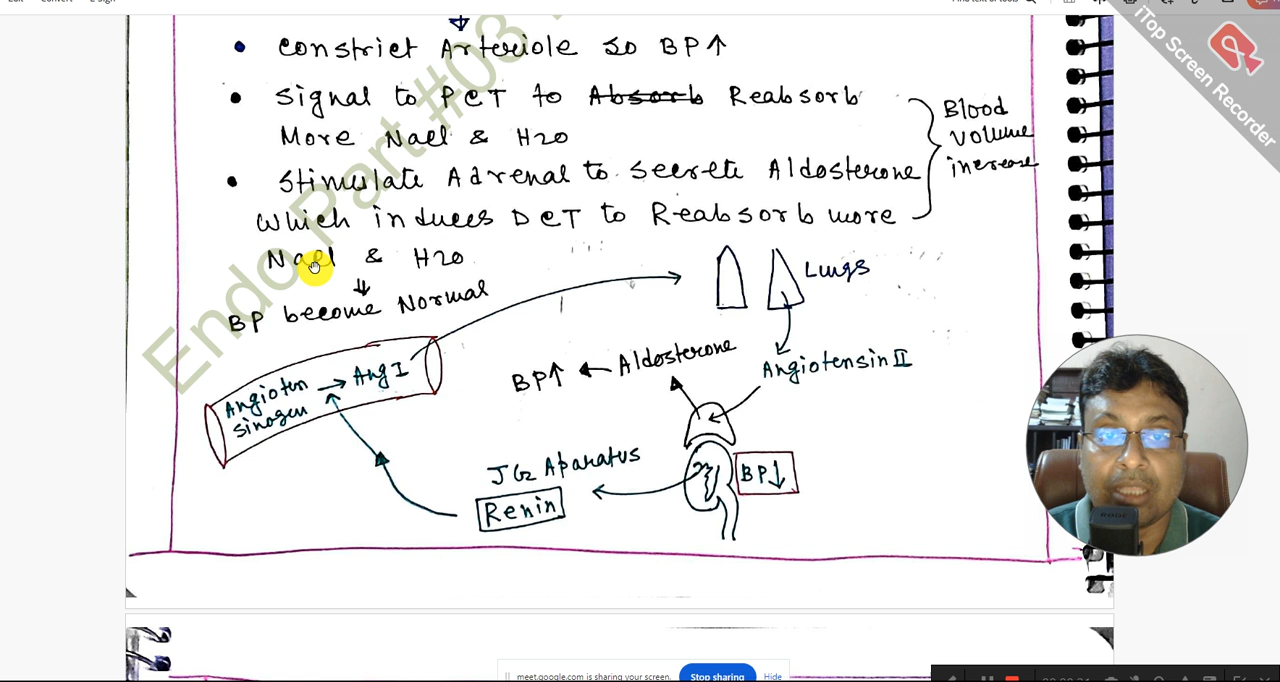 Constrict Arteriole so BP↑
Signal to PCT to Absorb Reabsorb
More Nacl & H2O
Stimulate Adrenal to secrete Aldosterone
Which induces DCT to Reabsorb more
Nacl & H2O
↓
BP become Normal
Blood
volume
increase
Lungs
Angiotensin II
Aldosterone
BP↑
Angioten
sinogen → Ang I
JG Aparatus
Renin
BP↓
Endo Part #03
iTop Screen Recorder
RODE
meet.google.com is sharing your screen.
Stop sharing
Hide